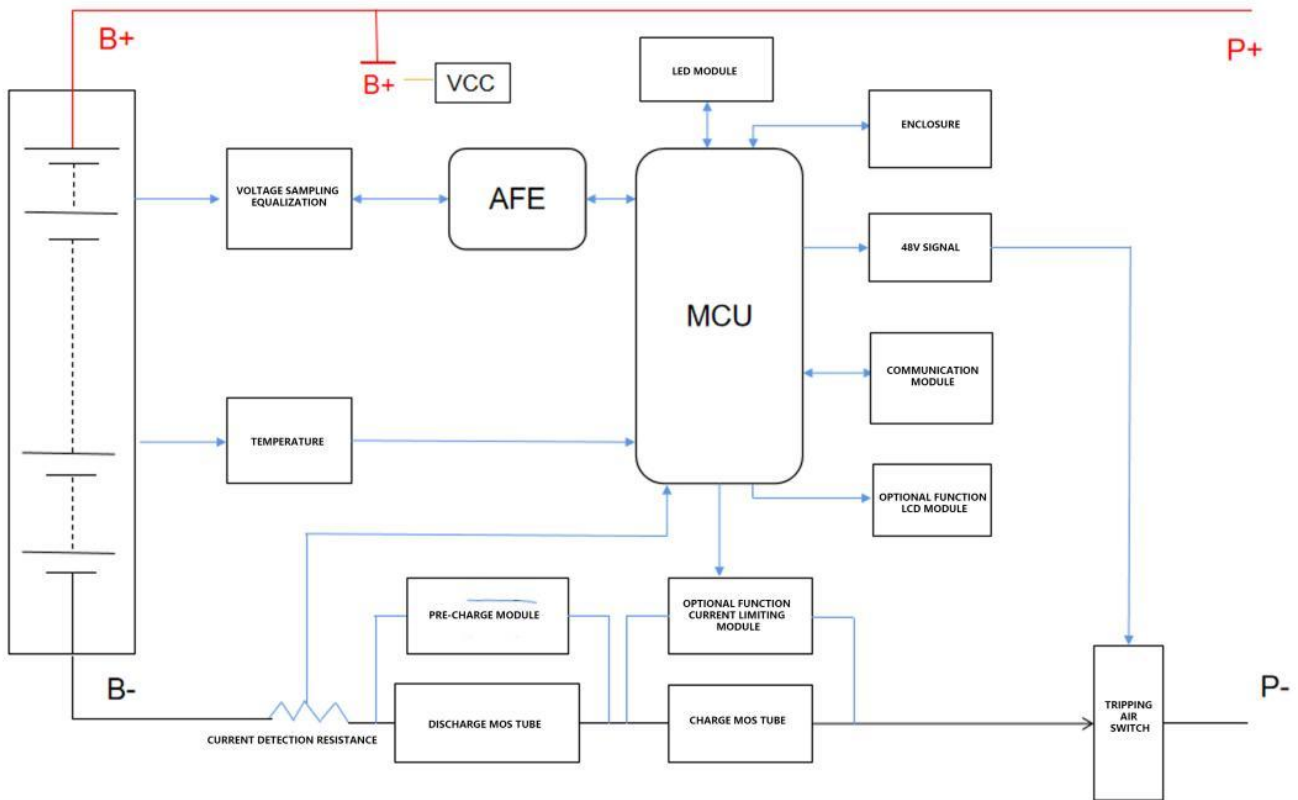 B+
P+
B+
VCC
LED MODULE
ENCLOSURE
VOLTAGE SAMPLING
EQUALIZATION
AFE
MCU
48V SIGNAL
COMMUNICATION
MODULE
TEMPERATURE
OPTIONAL FUNCTION
LCD MODULE
PRE-CHARGE MODULE
OPTIONAL FUNCTION
CURRENT LIMITING
MODULE
B-
P-
TRIPPING
AIR
SWITCH
DISCHARGE MOS TUBE
CHARGE MOS TUBE
CURRENT DETECTION RESISTANCE